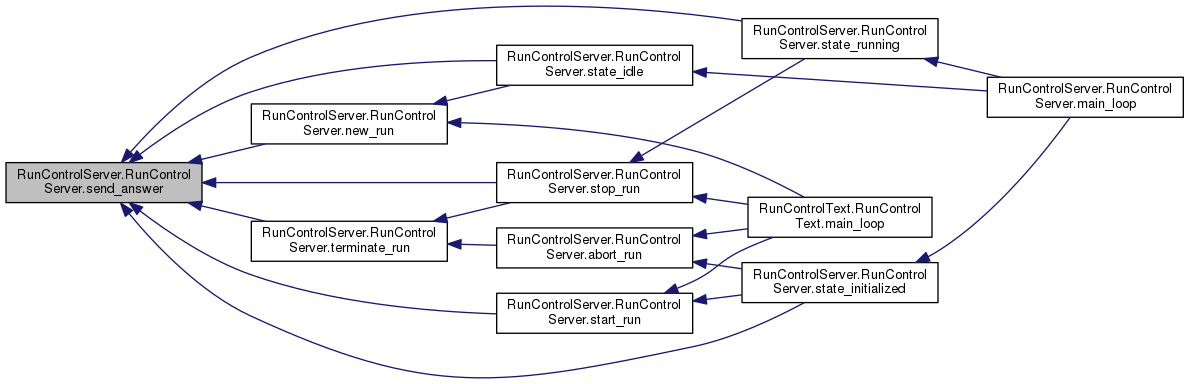 RunControlServer.RunControl
Server.send_answer
RunControlServer.RunControl
Server.new_run
RunControlServer.RunControl
Server.terminate_run
RunControlServer.RunControl
Server.state_idle
RunControlServer.RunControl
Server.stop_run
RunControlServer.RunControl
Server.abort_run
RunControlServer.RunControl
Server.start_run
RunControlServer.RunControl
Server.state_running
RunControlText.RunControl
Text.main_loop
RunControlServer.RunControl
Server.state_initialized
RunControlServer.RunControl
Server.main_loop